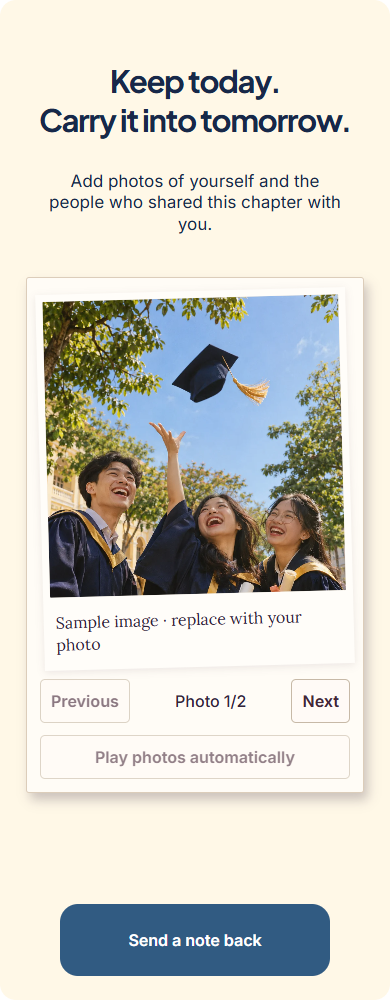 Keep today.
Carry it into tomorrow.
Add photos of yourself and the
people who shared this chapter with
you.
Sample image · replace with your
photo
Previous
Photo 1/2
Next
Play photos automatically
Send a note back